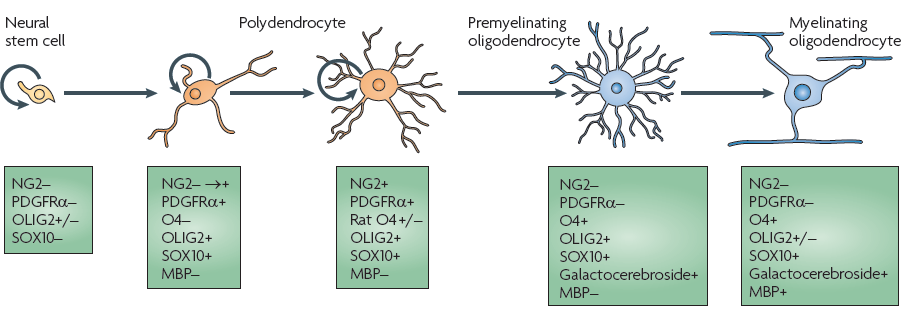 Neural
stem cell
Polydendrocyte
Premyelinating
oligodendrocyte
Myelinating
oligodendrocyte
NG2–
PDGFRα–
OLIG2+/–
SOX10–
NG2– →+
PDGFRα+
O4–
OLIG2+
SOX10+
MBP–
NG2+
PDGFRα+
Rat O4+/–
OLIG2+
SOX10+
MBP–
NG2–
PDGFRα–
O4+
OLIG2+
SOX10+
Galactocerebroside+
MBP–
NG2–
PDGFRα–
O4+
OLIG2+/–
SOX10+
Galactocerebroside+
MBP+